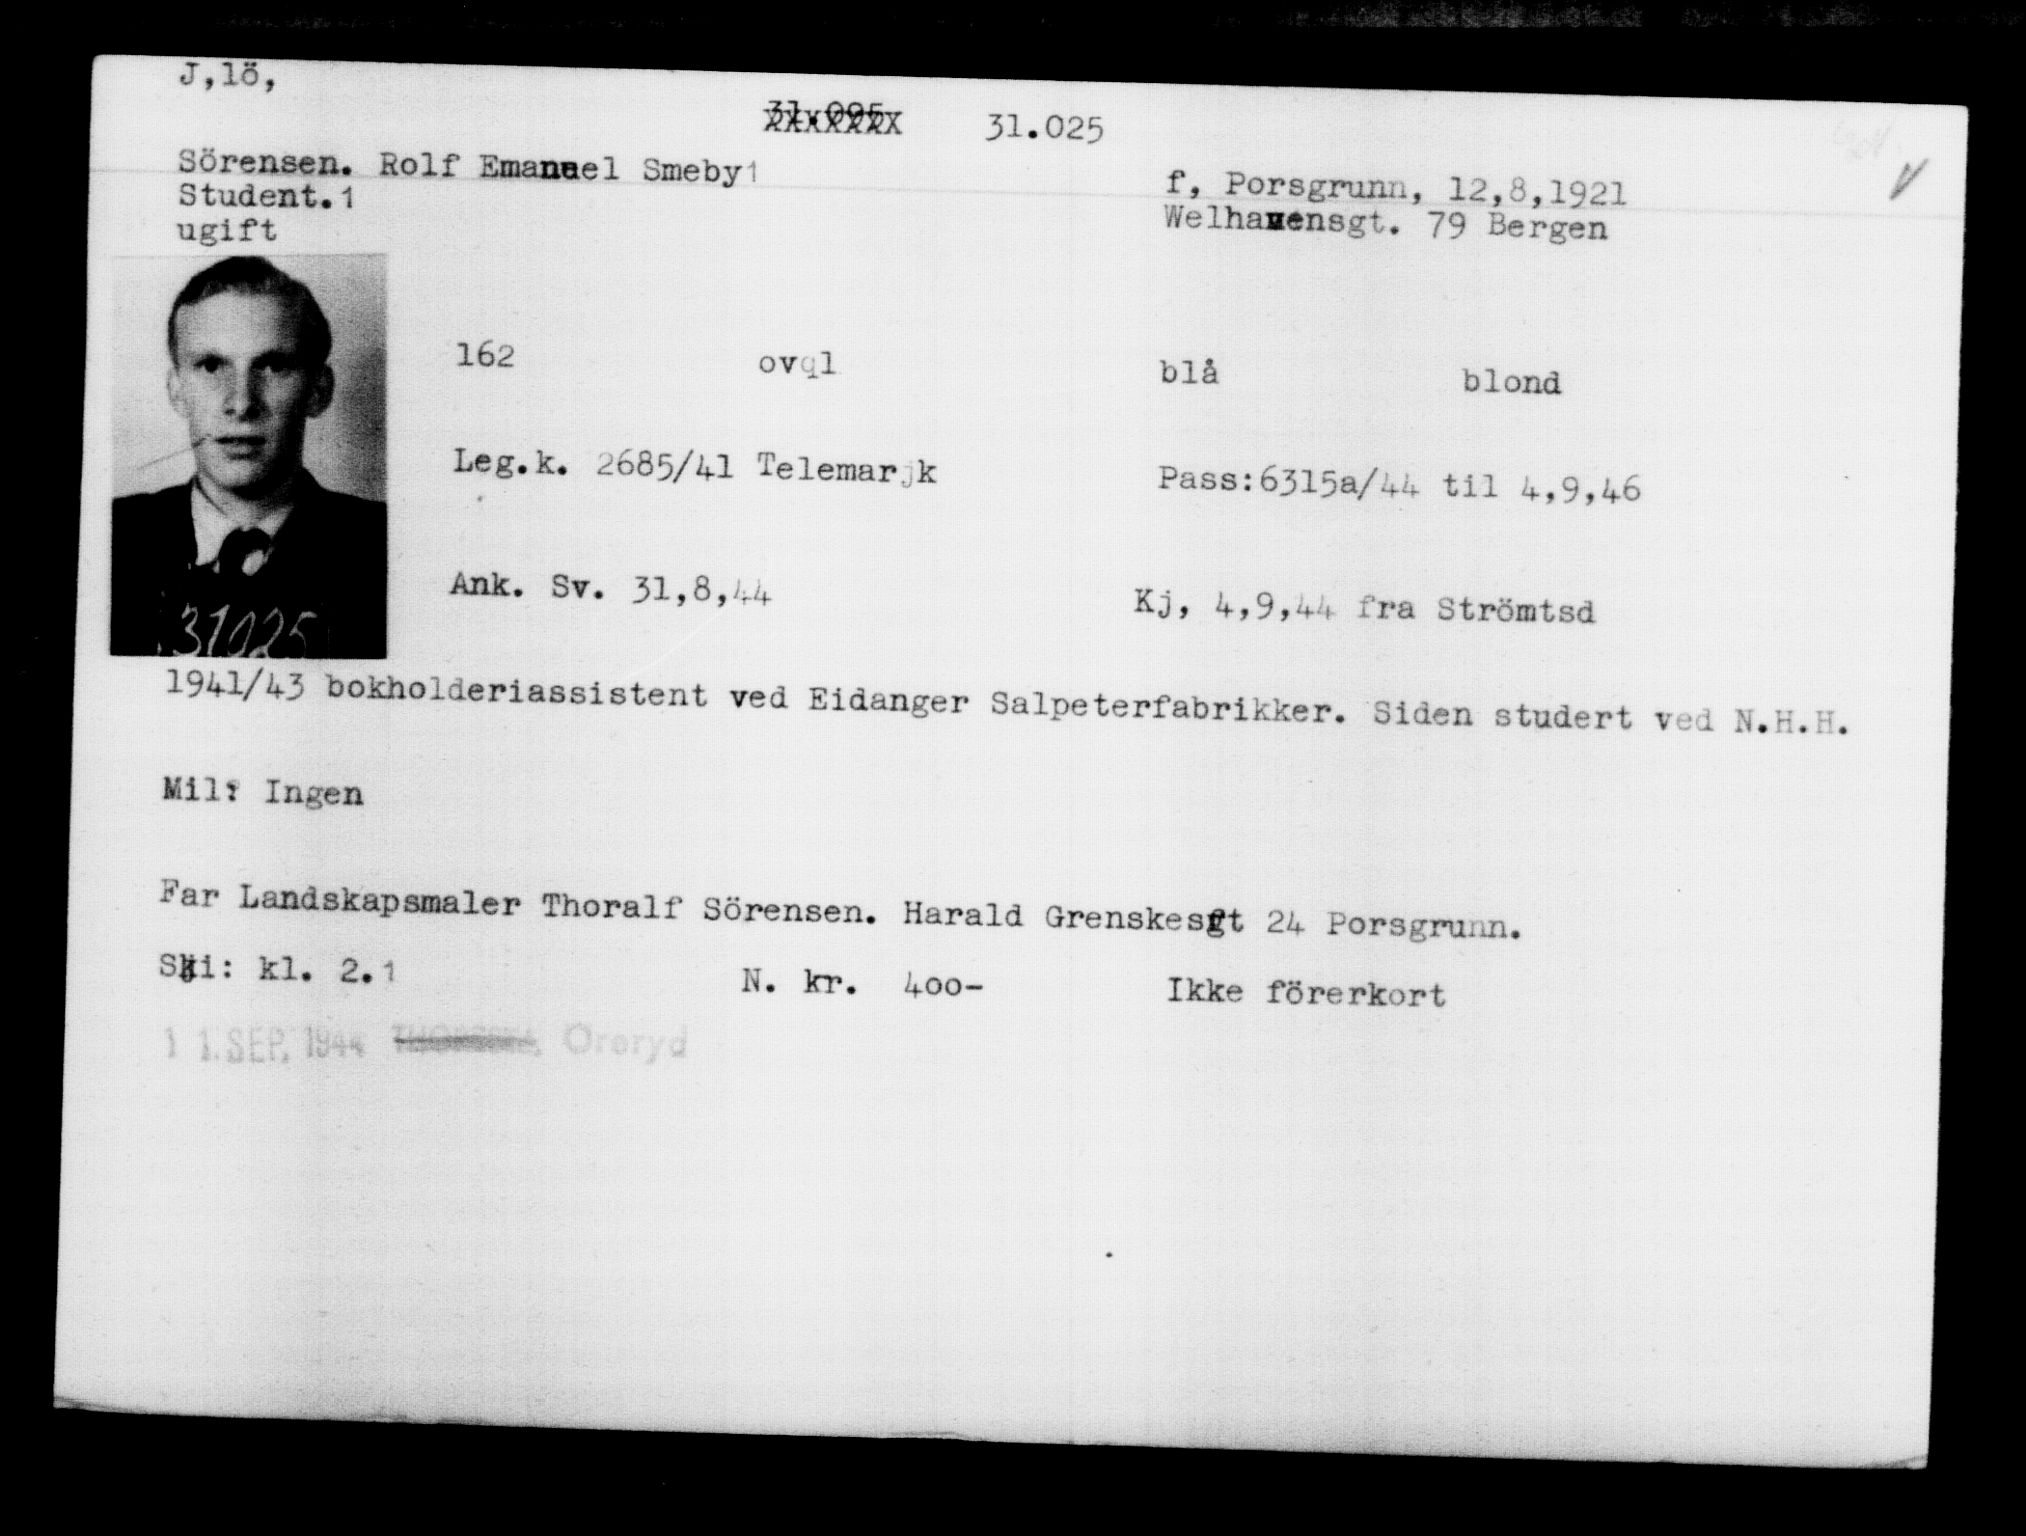 J,lö,
31.025
Sörensen. Rolf Emanuel Smeby1
f, Porsgrunn, 12,8,1921
Student.1
Welhavensgt. 79 Bergen
ugift
162 ovql blå blond
Leg.k. 2685/41 Telemarjk Pass:6315a/44 til 4,9,46
Ank. Sv. 31,8,44 Kj, 4,9,44 fra Strömtsd
31025
1941/43 bokholderiassistent ved Eidanger Salpeterfabrikker. Siden studert ved N.H.H.
Mil: Ingen
Far Landskapsmaler Thoralf Sörensen. Harald Grenskesgt 24 Porsgrunn.
Ski: kl. 2.1 N. kr. 400- Ikke förerkort
11. SEP. 1944 Öreryd